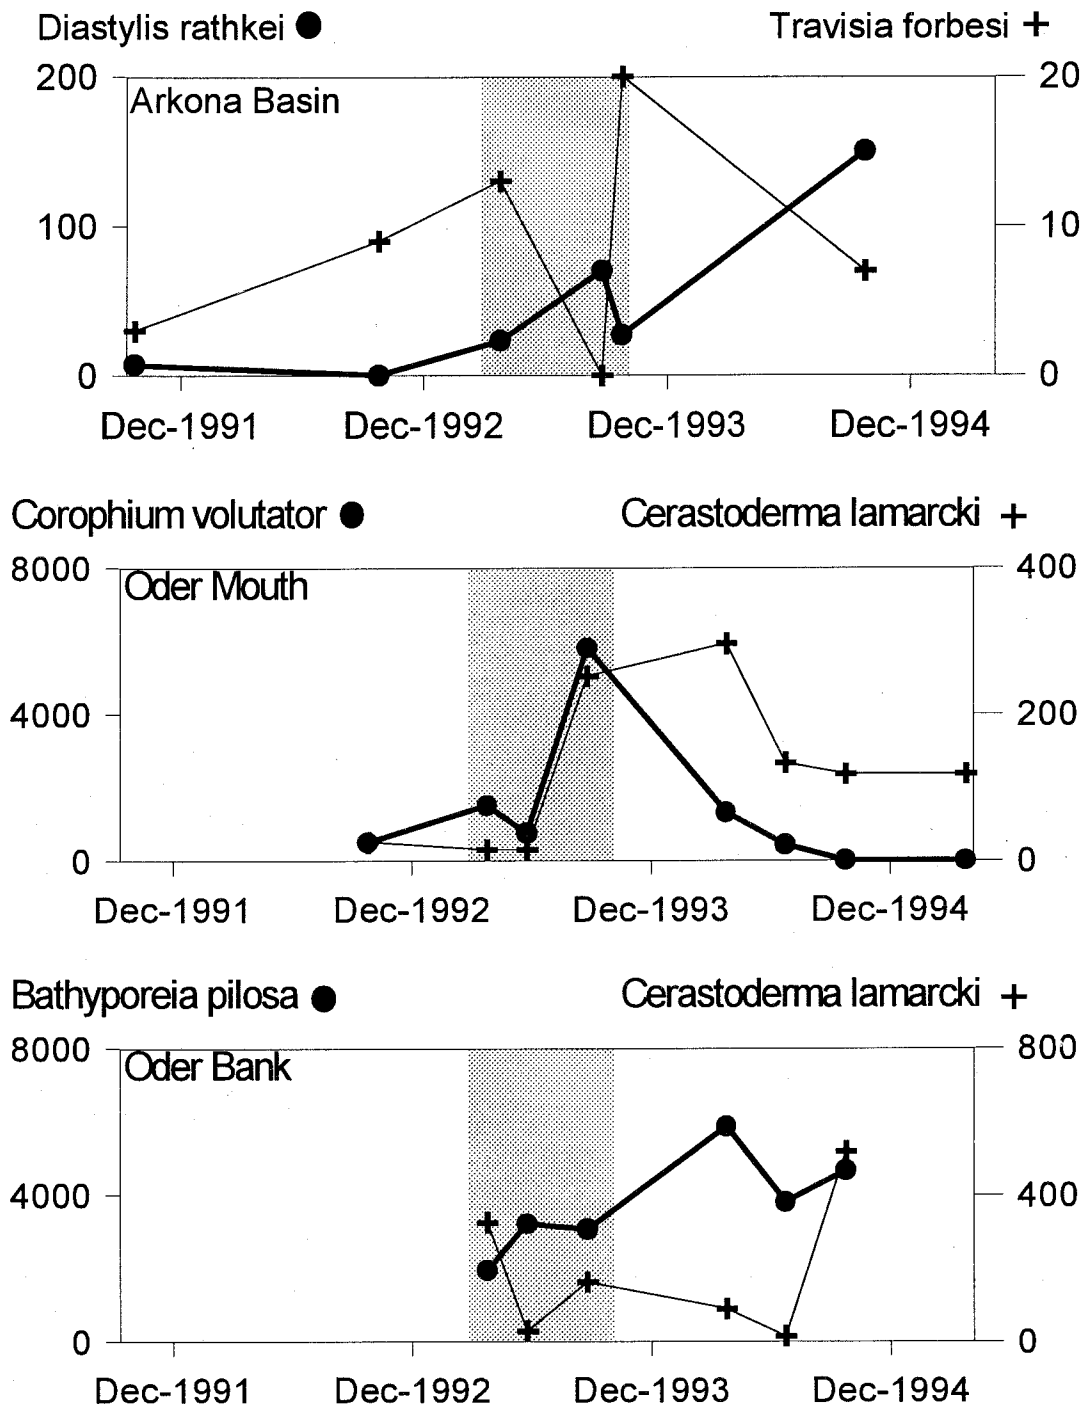 Diastylis rathkei ● Travisia forbesi +
200 20
Arkona Basin
100 10
0 0
Dec-1991 Dec-1992 Dec-1993 Dec-1994
Corophium volutator ● Cerastoderma lamarcki +
8000 400
Oder Mouth
4000 200
0 0
Dec-1991 Dec-1992 Dec-1993 Dec-1994
Bathyporeia pilosa ● Cerastoderma lamarcki +
8000 800
Oder Bank
4000 400
0 0
Dec-1991 Dec-1992 Dec-1993 Dec-1994